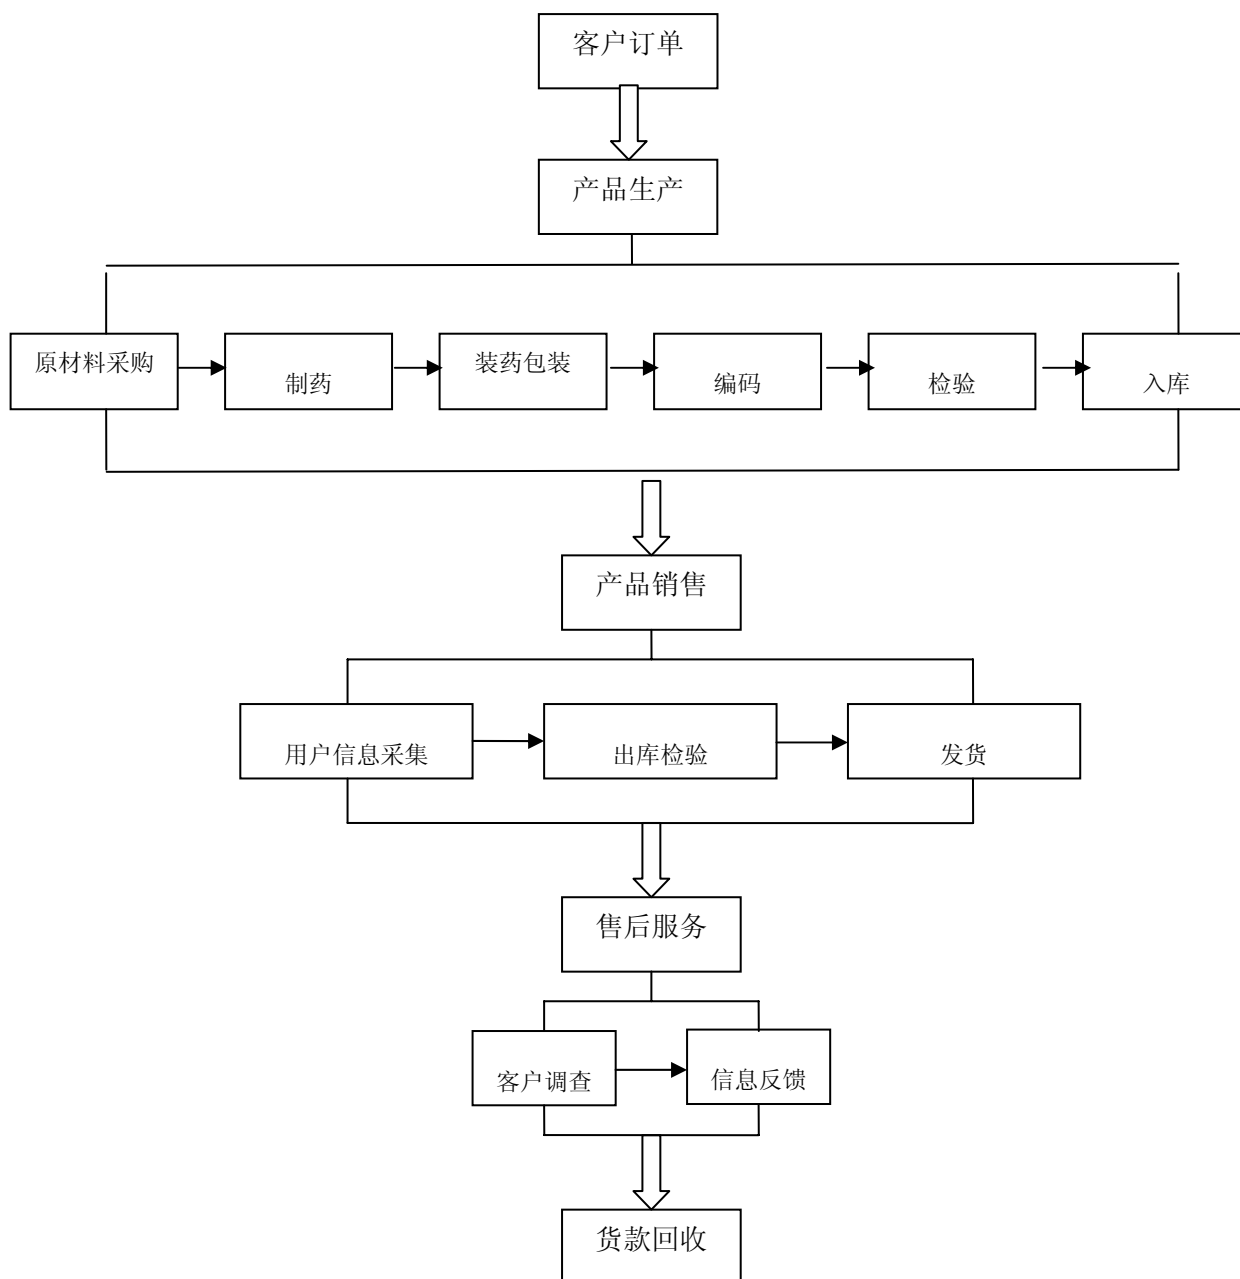 客户订单
产品生产
原材料采购
制药
装药包装
编码
检验
入库
产品销售
用户信息采集
出库检验
发货
售后服务
客户调查
信息反馈
货款回收